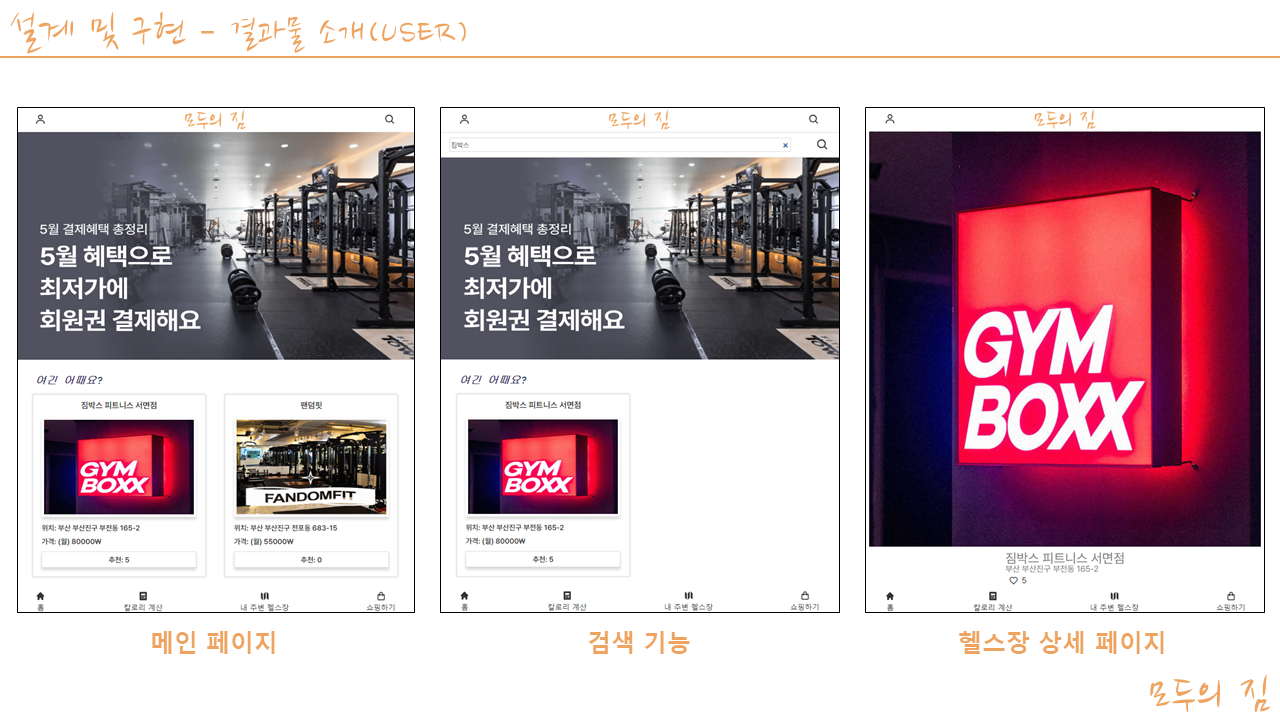 설계 및 구현 - 결과물 소개(USER)
모두의 짐
5월 결제혜택 총정리
5월 혜택으로
최저가에
회원권 결제해요
여긴 어때요?
짐박스 피트니스 서면점
GYM
BOXX
위치: 부산 부산진구 부전동 165-2
가격: (월) 80000₩
추천: 5
팬덤핏
FANDOMFIT
위치: 부산 부산진구 전포동 683-15
가격: (월) 55000₩
추천: 0
홈
칼로리 계산
내 주변 헬스장
쇼핑하기
메인 페이지
모두의 짐
짐박스
5월 결제혜택 총정리
5월 혜택으로
최저가에
회원권 결제해요
여긴 어때요?
짐박스 피트니스 서면점
GYM
BOXX
위치: 부산 부산진구 부전동 165-2
가격: (월) 80000₩
추천: 5
홈
칼로리 계산
내 주변 헬스장
쇼핑하기
검색 기능
모두의 짐
GYM
BOXX
짐박스 피트니스 서면점
부산 부산진구 부전동 165-2
5
홈
칼로리 계산
내 주변 헬스장
쇼핑하기
헬스장 상세 페이지
모두의 짐